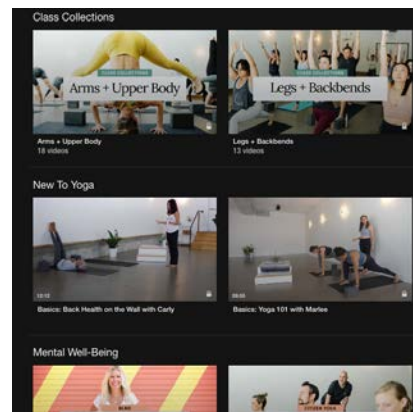 Class Collections
CLASS COLLECTIONS
Arms + Upper Body
CLASS COLLECTIONS
Legs + Backbends
Arms + Upper Body
18 videos
Legs + Backbends
13 videos
New To Yoga
Basics: Back Health on the Wall with Carly
Basics: Yoga 101 with Marlee
Mental Well-Being
CITIZEN YOGA